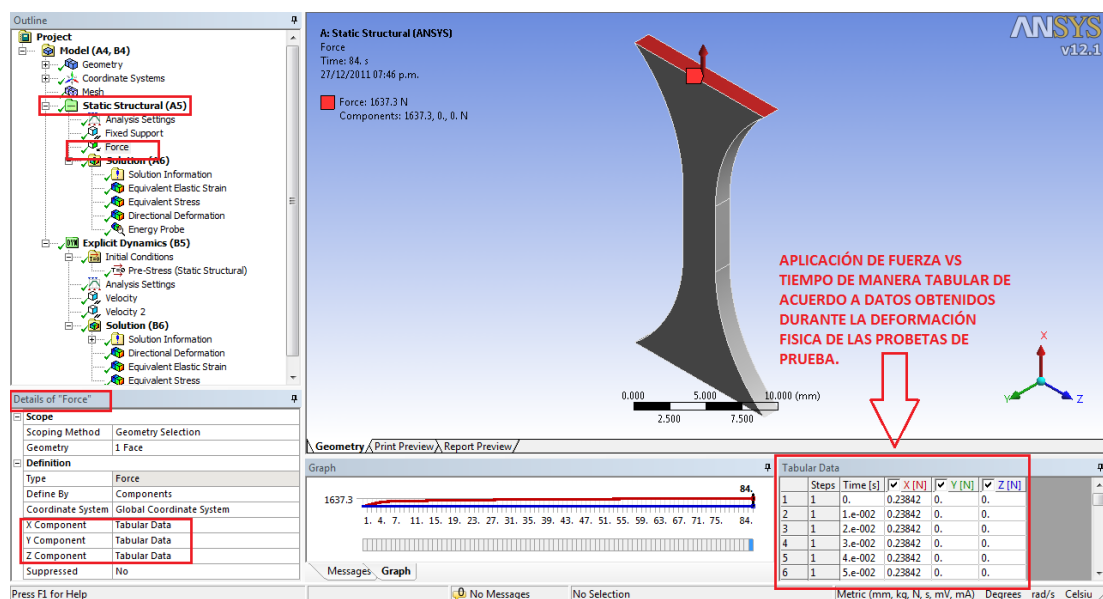 Outline
Project
Model (A4, B4)
Geometry
Coordinate Systems
Mesh
Static Structural (A5)
Analysis Settings
Fixed Support
Force
Solution (A6)
Solution Information
Equivalent Elastic Strain
Equivalent Stress
Directional Deformation
Energy Probe
Explicit Dynamics (B5)
Initial Conditions
Pre-Stress (Static Structural)
Analysis Settings
Velocity
Velocity 2
Solution (B6)
Solution Information
Directional Deformation
Equivalent Elastic Strain
Equivalent Stress
Details of "Force"
Scope
Scoping Method Geometry Selection
Geometry 1 Face
Definition
Type Force
Define By Components
Coordinate System Global Coordinate System
X Component Tabular Data
Y Component Tabular Data
Z Component Tabular Data
Suppressed No
A: Static Structural (ANSYS)
Force
Time: 84. s
27/12/2011 07:46 p.m.
Force: 1637.3 N
Components: 1637.3, 0., 0. N
ANSYS
v12.1
APLICACIÓN DE FUERZA VS
TIEMPO DE MANERA TABULAR DE
ACUERDO A DATOS OBTENIDOS
DURANTE LA DEFORMACIÓN
FISICA DE LAS PROBETAS DE
PRUEBA.
X
Y
Z
0.000 5.000 10.000 (mm)
2.500 7.500
Geometry Print Preview Report Preview
Graph
84.
1637.3
1. 4. 7. 11. 15. 19. 23. 27. 31. 35. 39. 43. 47. 51. 55. 59. 63. 67. 71. 75. 84.
Messages Graph
Tabular Data
Steps Time [s] X [N] Y [N] Z [N]
1 1 0. 0.23842 0. 0.
2 1 1.e-002 0.23842 0. 0.
3 1 2.e-002 0.23842 0. 0.
4 1 3.e-002 0.23842 0. 0.
5 1 4.e-002 0.23842 0. 0.
6 1 5.e-002 0.23842 0. 0.
Press F1 for Help No Messages No Selection Metric (mm, kg, N, s, mV, mA) Degrees rad/s Celsiu